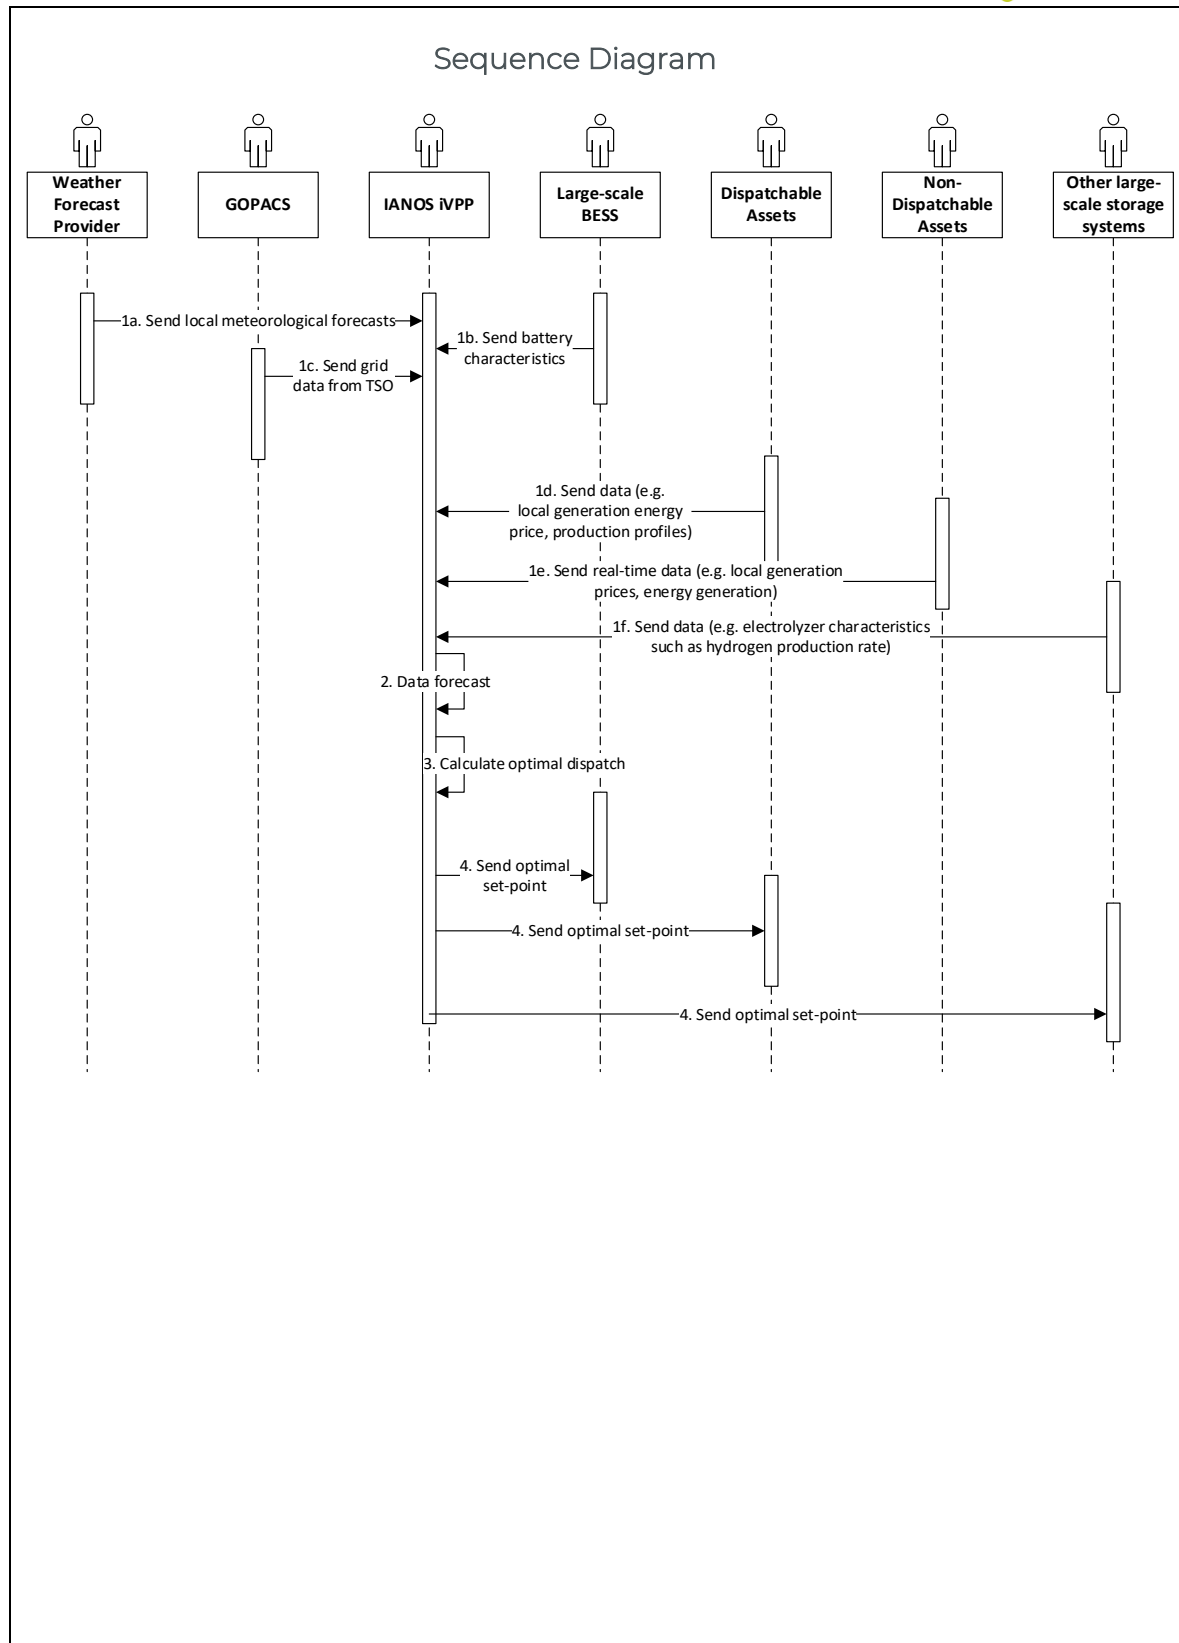 Sequence Diagram
Weather
Forecast
Provider
GOPACS
IANOS iVPP
Large-scale
BESS
Dispatchable
Assets
Non-
Dispatchable
Assets
Other large-
scale storage
systems
1a. Send local meteorological forecasts
1b. Send battery
characteristics
1c. Send grid
data from TSO
1d. Send data (e.g.
local generation energy
price, production profiles)
1e. Send real-time data (e.g. local generation
prices, energy generation)
1f. Send data (e.g. electrolyzer characteristics
such as hydrogen production rate)
2. Data forecast
3. Calculate optimal dispatch
4. Send optimal
set-point
4. Send optimal set-point
4. Send optimal set-point